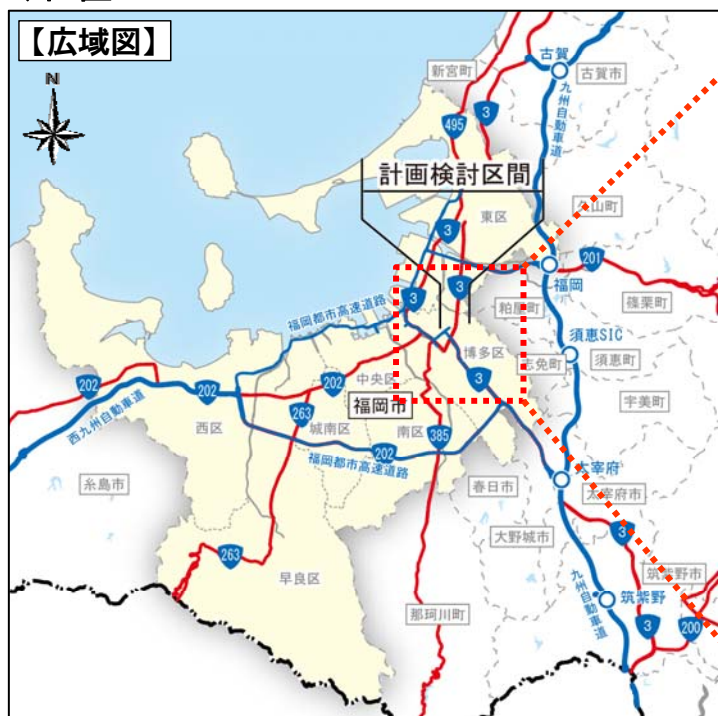 【広域図】
N
古賀
新宮町
古賀市
九州自動車道
495
3
計画検討区間
東区
久山町
3
201
福岡
3
3
粕屋町
篠栗町
福岡都市高速道路
須恵SIC
博多区
志免町
須恵町
202
202
202
中央区
3
宇美町
西九州自動車道
263
福岡市
西区
城南区
南区
385
202
福岡都市高速道路
糸島市
春日市
太宰府
太宰府市
大野城市
3
263
早良区
筑紫野市
九州自動車道
筑紫野
那珂川町
3
200